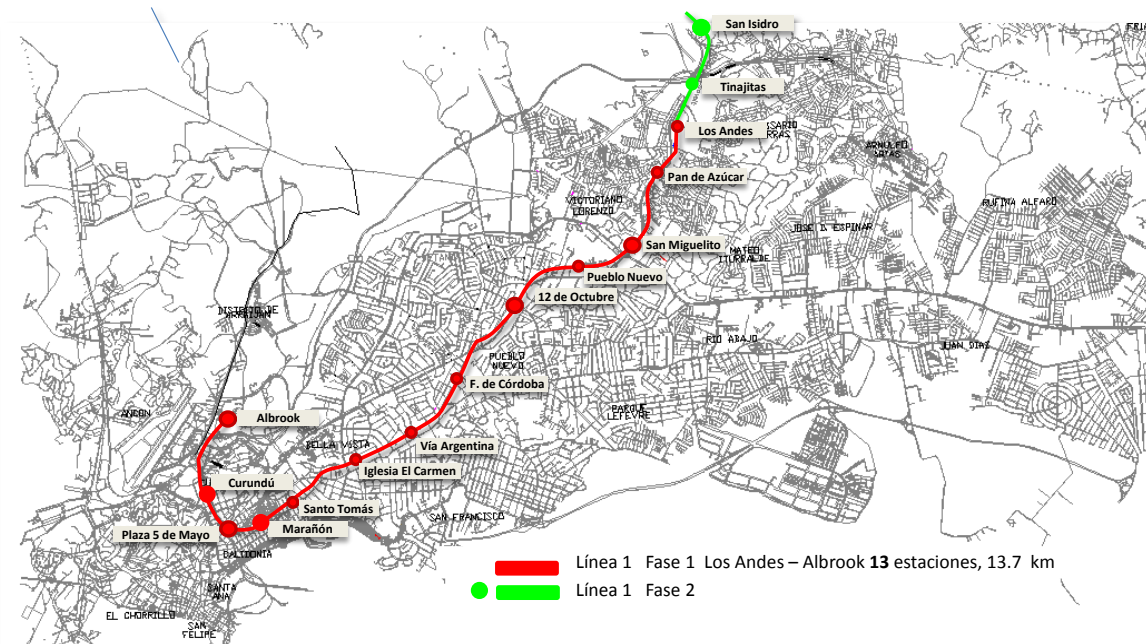 San Isidro
Tinajitas
Los Andes
Pan de Azúcar
ARNULFO
VICTORIANO
LORENZO
RUFINA ALFARO
JOSE D. ESPINAR
San Miguelito
MATEO
ITURRALDE
Pueblo Nuevo
12 de Octubre
DISTRITO DE
RIO ABAJO
JUAN DIAZ
PUEBLO
NUEVO
F. de Córdoba
PARQUE
LEFEVRE
ANCON
Albrook
BELLA VISTA
Vía Argentina
Iglesia El Carmen
Curundú
Santo Tomás
SAN FRANCISCO
Plaza 5 de Mayo
Marañón
CALIDONIA
SANTA
ANA
EL CHORRILLO
SAN
FELIPE
Línea 1 Fase 1 Los Andes – Albrook 13 estaciones, 13.7 km
Línea 1 Fase 2